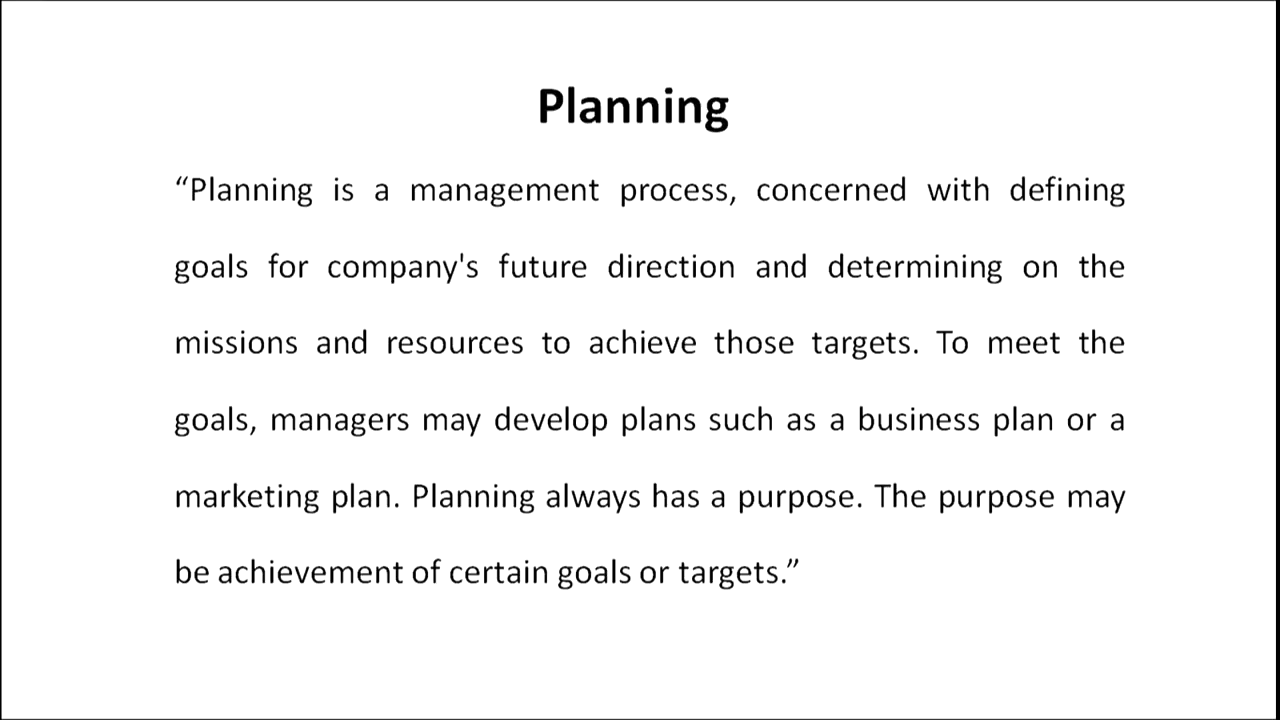 Planning
“Planning is a management process, concerned with defining
goals for company's future direction and determining on the
missions and resources to achieve those targets. To meet the
goals, managers may develop plans such as a business plan or a
marketing plan. Planning always has a purpose. The purpose may
be achievement of certain goals or targets.”